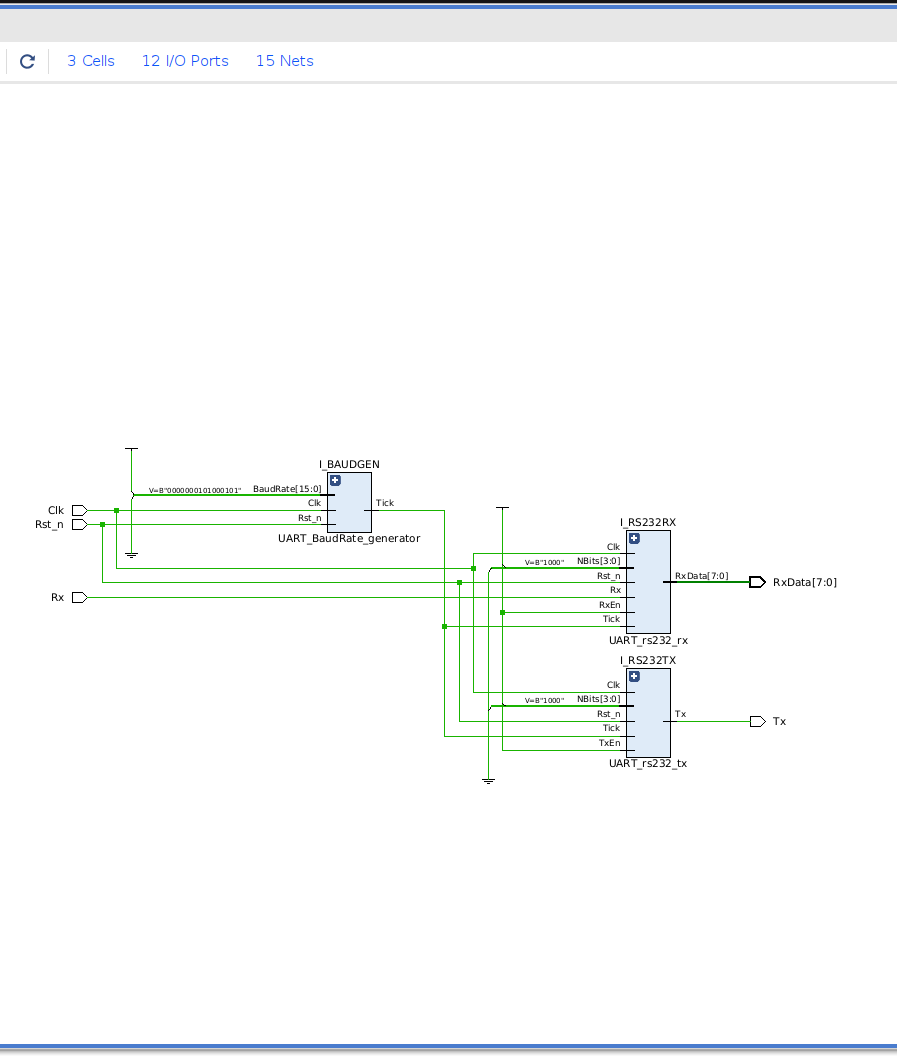 3 Cells 12 I/O Ports 15 Nets
I_BAUDGEN
V=B"0000000101000101" BaudRate[15:0]
Clk Clk Tick
Rst_n Rst_n
UART_BaudRate_generator
I_RS232RX
Clk
V=B"1000" NBits[3:0]
Rst_n RxData[7:0] RxData[7:0]
Rx Rx
RxEn
Tick
UART_rs232_rx
I_RS232TX
Clk
V=B"1000" NBits[3:0]
Rst_n Tx Tx
Tick
TxEn
UART_rs232_tx